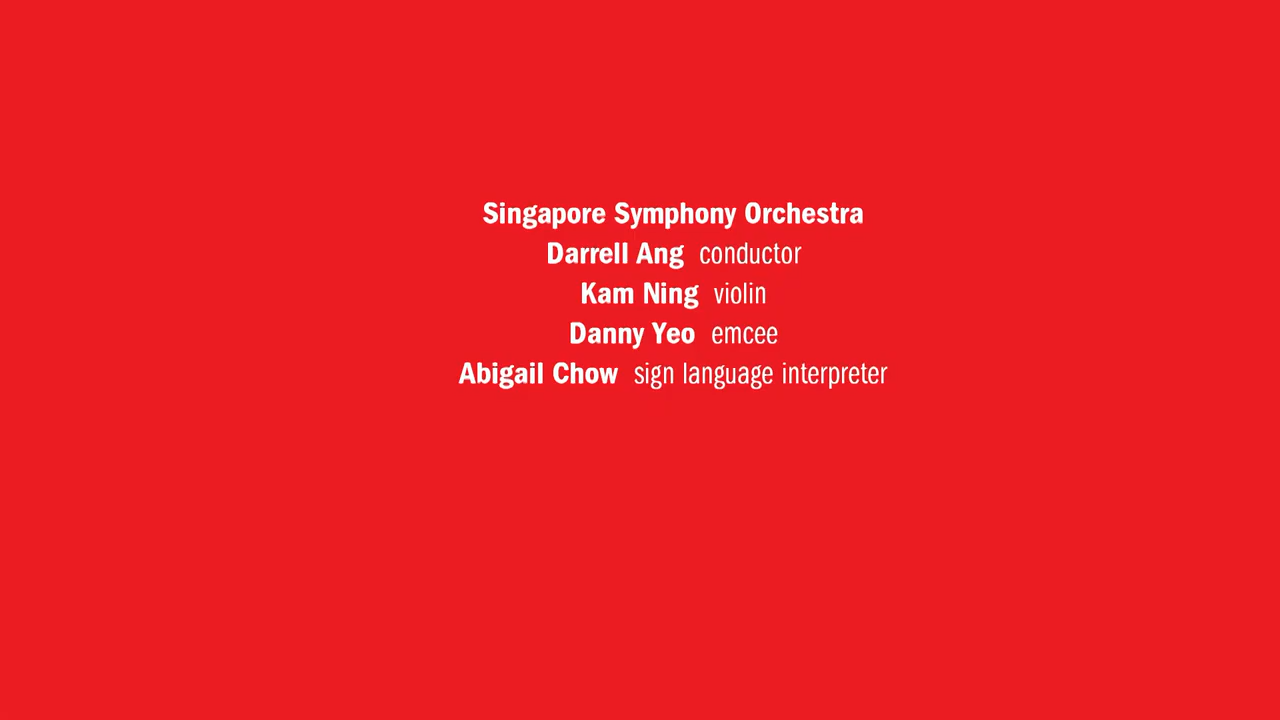 Singapore Symphony Orchestra
Darrell Ang conductor
Kam Ning violin
Danny Yeo emcee
Abigail Chow sign language interpreter